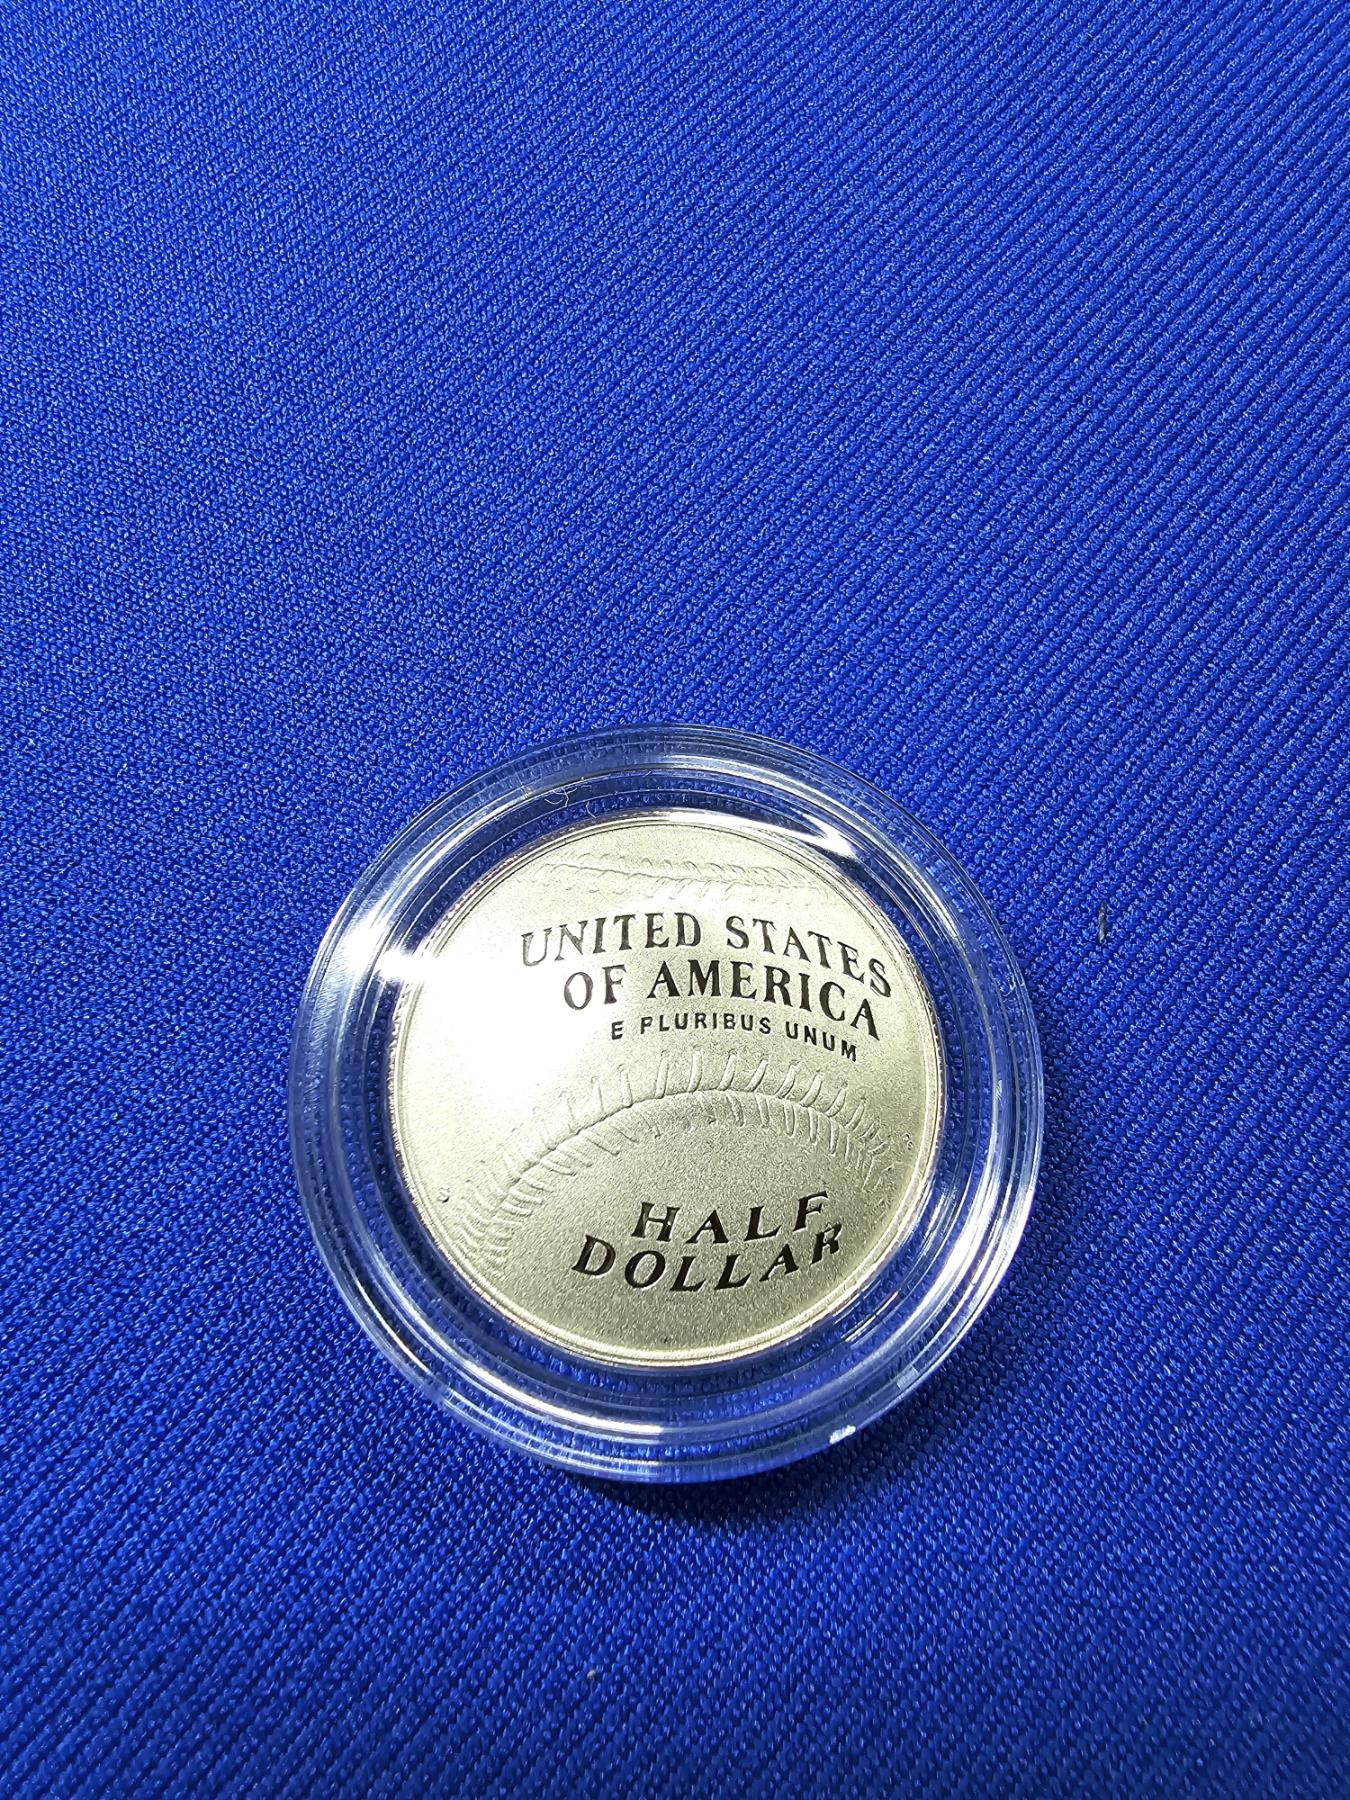 UNITED STATES
OF AMERICA
E PLURIBUS UNUM
HALF
DOLLAR